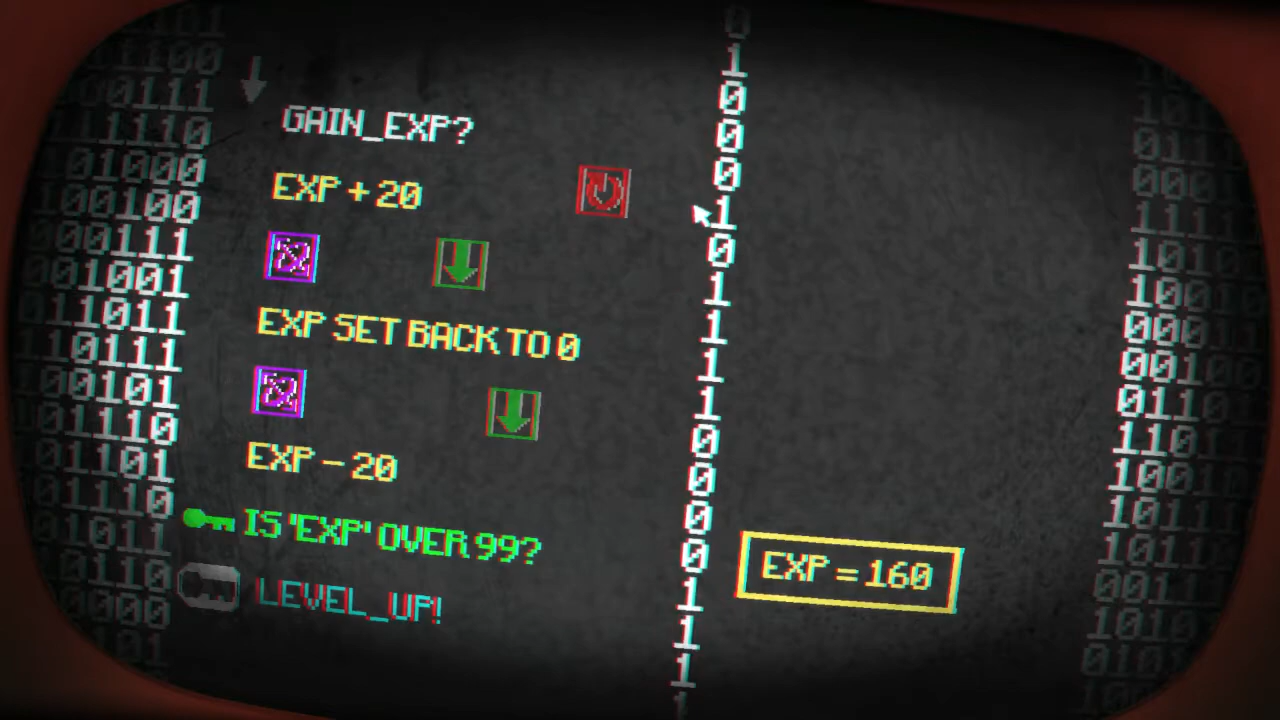 GAIN_EXP?
EXP + 20
EXP SET BACK TO 0
EXP - 20
IS 'EXP' OVER 99?
LEVEL_UP!
EXP = 160